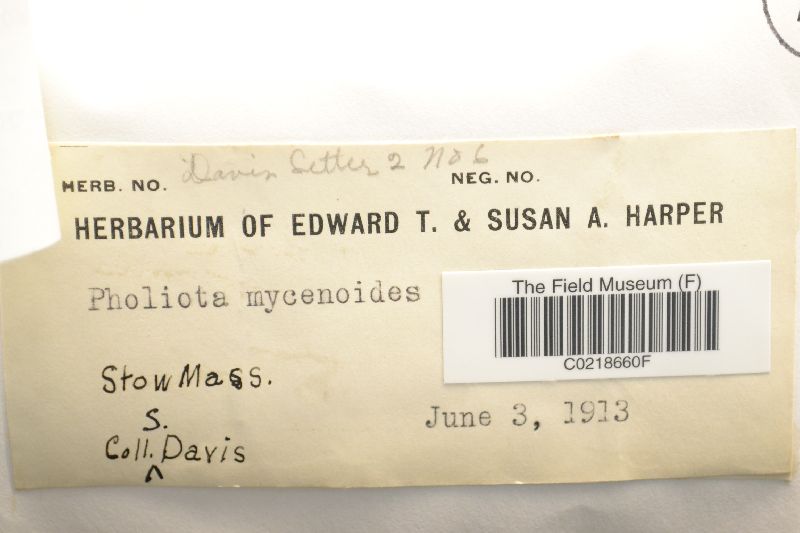 Davis Letter 2 No 6
HERB. NO. NEG. NO.
HERBARIUM OF EDWARD T. & SUSAN A. HARPER
Pholiota mycenoides
The Field Museum (F)
C0218660F
Stow Mass.
June 3, 1913
S.
Coll. Davis